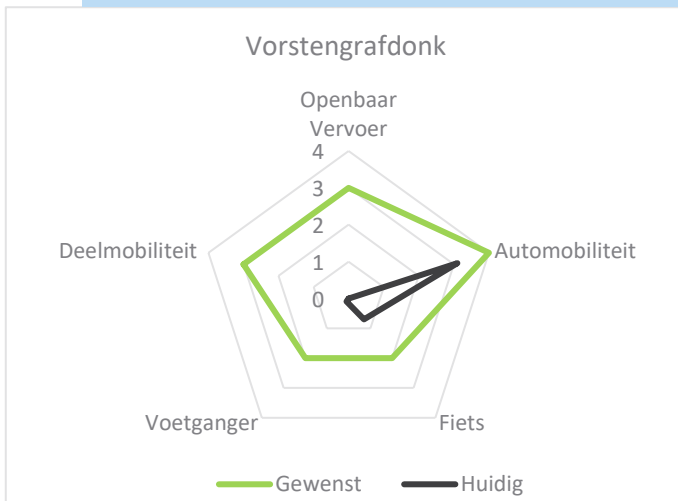 Vorstengrafdonk
Openbaar
Vervoer
4
3
2
1
0
Deelmobiliteit
Automobiliteit
Voetganger
Fiets
Gewenst
Huidig